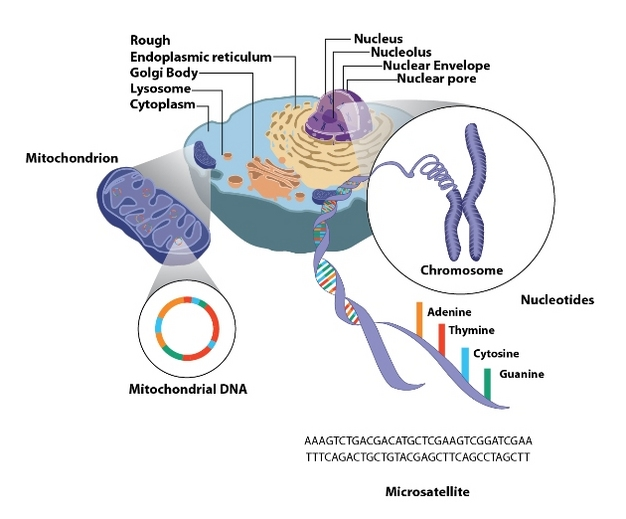 Rough
Endoplasmic reticulum
Golgi Body
Lysosome
Cytoplasm
Nucleus
Nucleolus
Nuclear Envelope
Nuclear pore
Mitochondrion
Chromosome
Nucleotides
Adenine
Thymine
Cytosine
Guanine
Mitochondrial DNA
AAAGTCTGACGACATGCTCGAAGTCGGATCGAA
TTTCAGACTGCTGTACGAGCTTCAGCCTAGCTT
Microsatellite